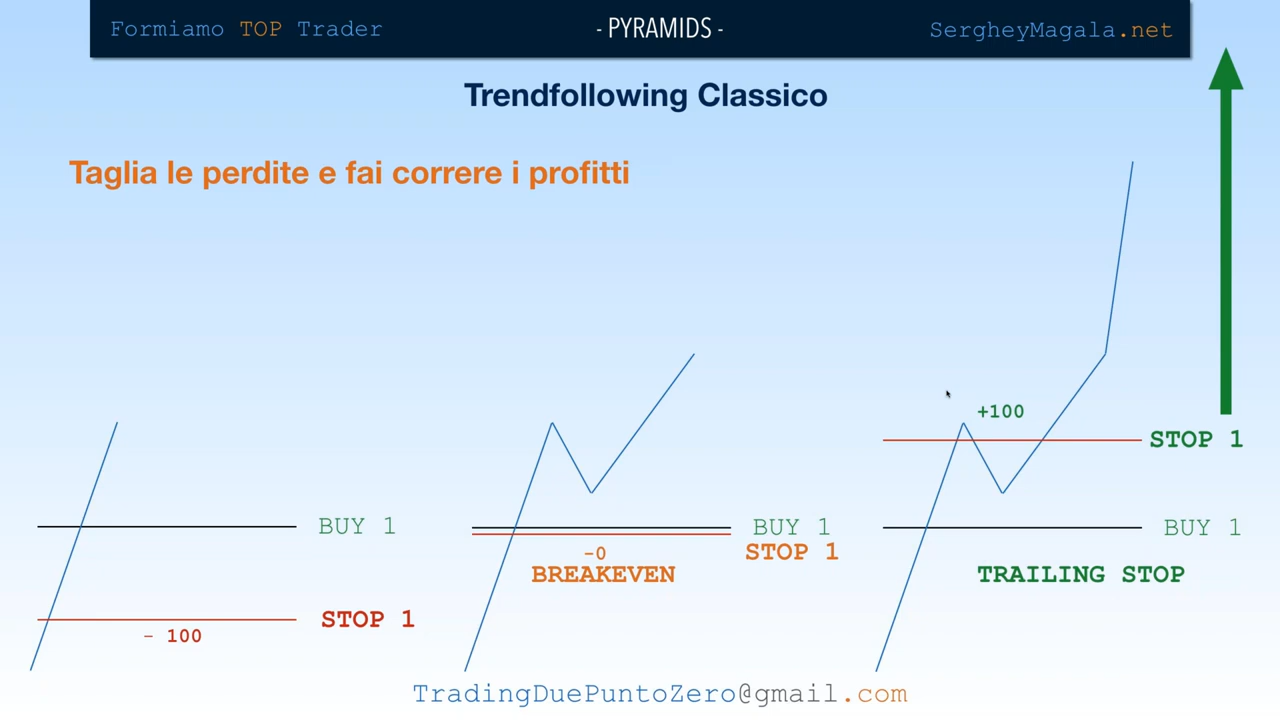 Formiamo TOP Trader
- PYRAMIDS -
SergheyMagala.net
Trendfollowing Classico
Taglia le perdite e fai correre i profitti
BUY 1
STOP 1
- 100
BUY 1
STOP 1
-0
BREAKEVEN
+100
STOP 1
BUY 1
TRAILING STOP
TradingDuePuntoZero@gmail.com